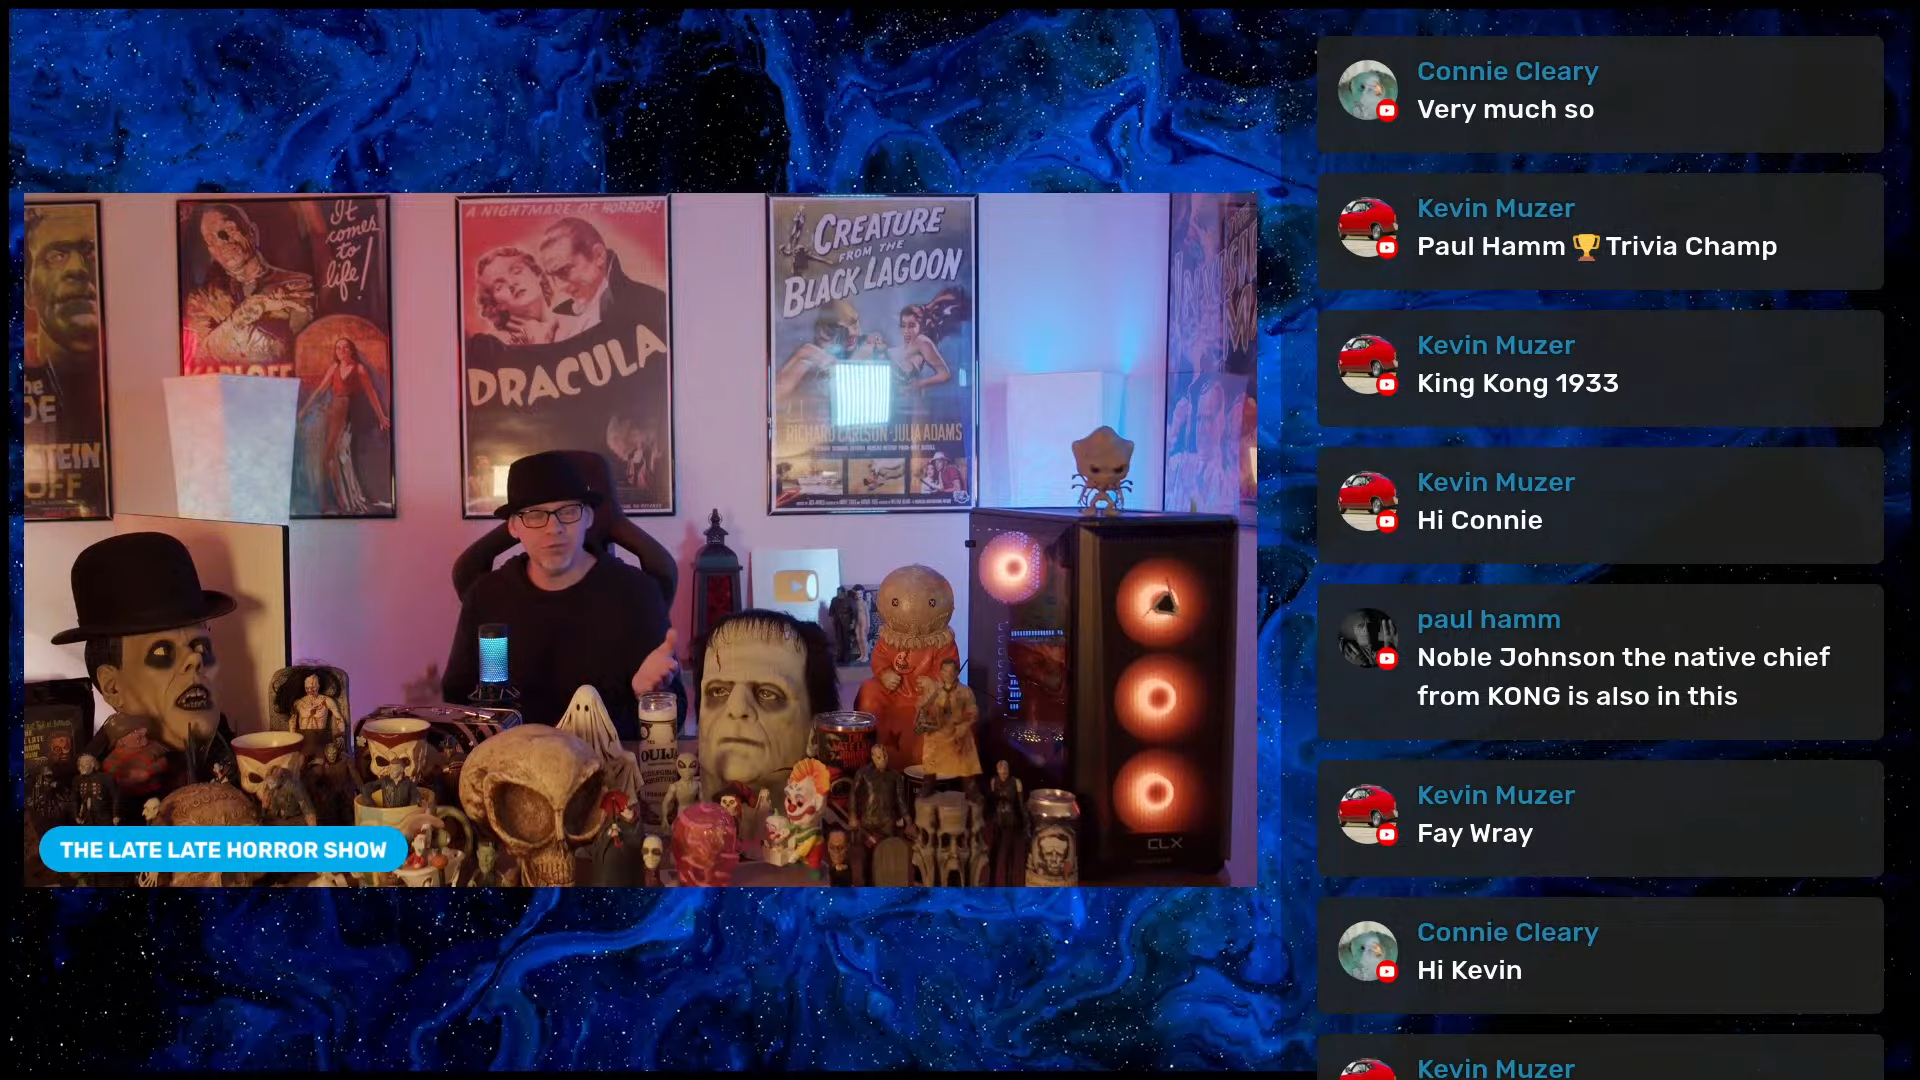 Connie Cleary
Very much so
Kevin Muzer
Paul Hamm 🏆 Trivia Champ
Kevin Muzer
King Kong 1933
Kevin Muzer
Hi Connie
paul hamm
Noble Johnson the native chief
from KONG is also in this
Kevin Muzer
Fay Wray
Connie Cleary
Hi Kevin
Kevin Muzer
It
comes
to
life!
A NIGHTMARE OF HORROR!
DRACULA
CREATURE
FROM THE
BLACK LAGOON
RICHARD CARLSON · JULIA ADAMS
OUIJA
CLX
THE LATE LATE HORROR SHOW